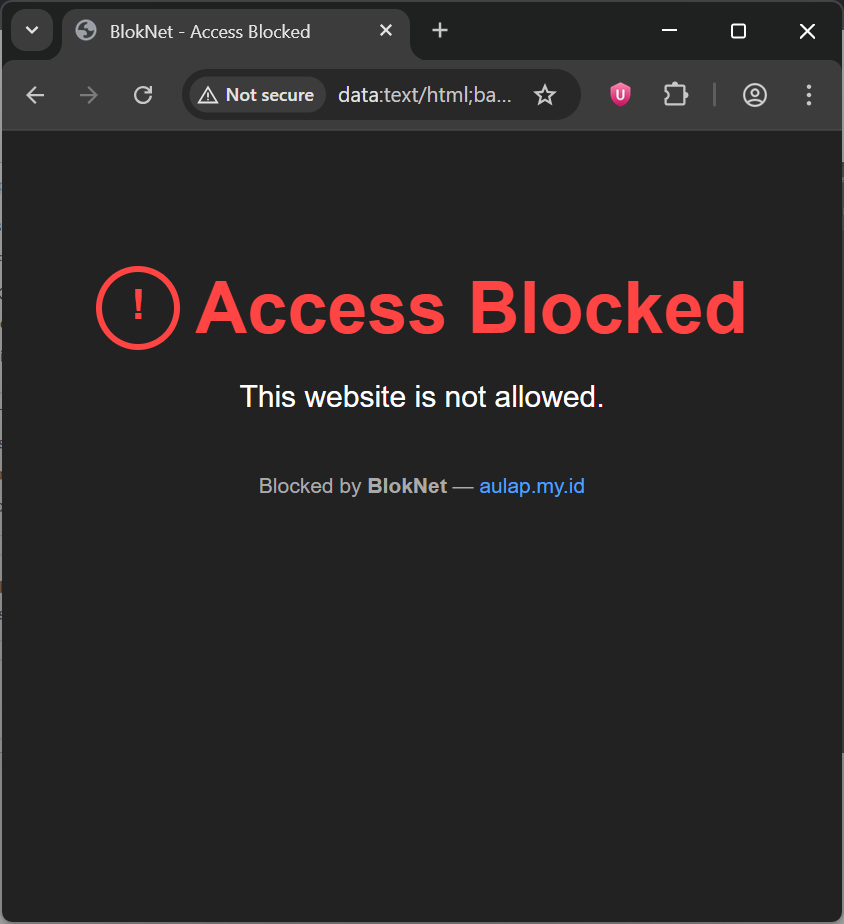 BlokNet - Access Blocked
Not secure
data:text/html;ba...
U
! Access Blocked
This website is not allowed.
Blocked by BlokNet — aulap.my.id